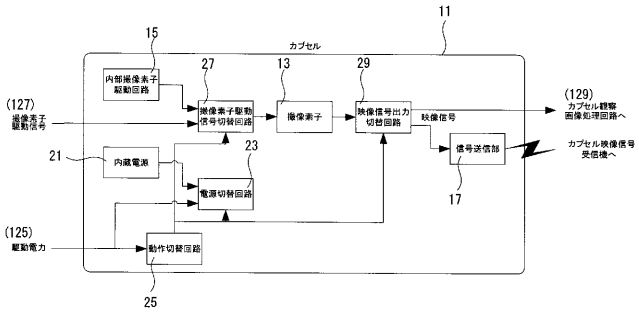 11
カプセル
15
内部撮像素子
駆動回路
27
撮像素子駆動
信号切替回路
13
撮像素子
29
映像信号出力
切替回路
映像信号
(129)
カプセル観察
画像処理回路へ
(127)
撮像素子
駆動信号
21
内蔵電源
23
電源切替回路
信号送信部
17
カプセル映像信号
受信機へ
(125)
駆動電力
動作切替回路
25